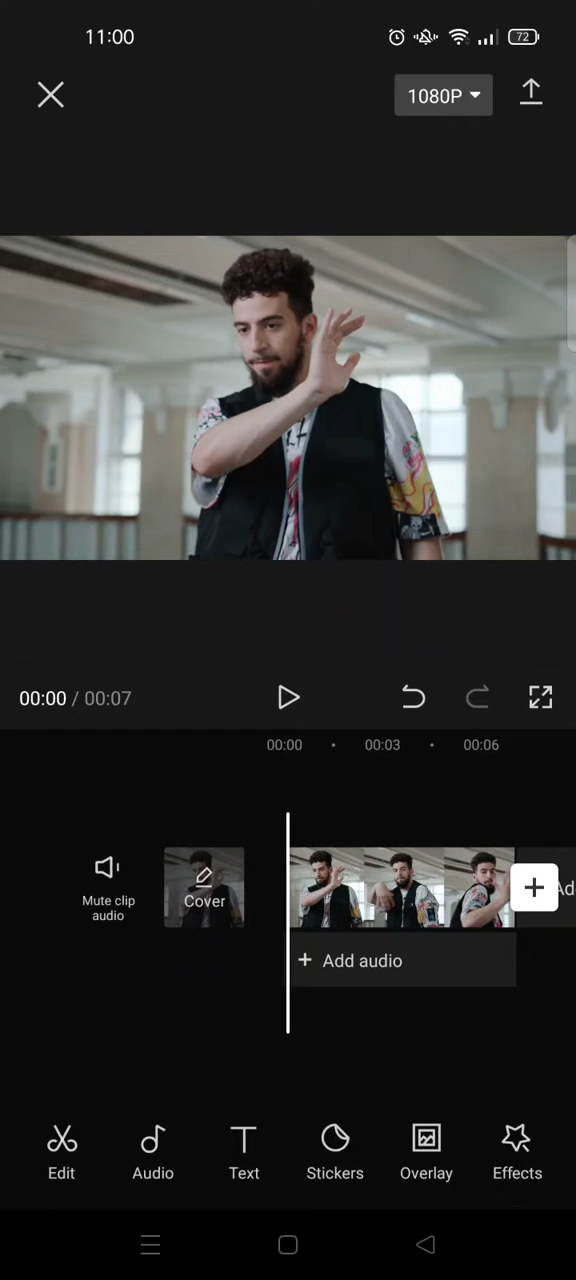 11:00
72
1080P
00:00 / 00:07
00:00 • 00:03 • 00:06
Mute clip
audio
Cover
Ad
+ Add audio
Edit
Audio
Text
Stickers
Overlay
Effects